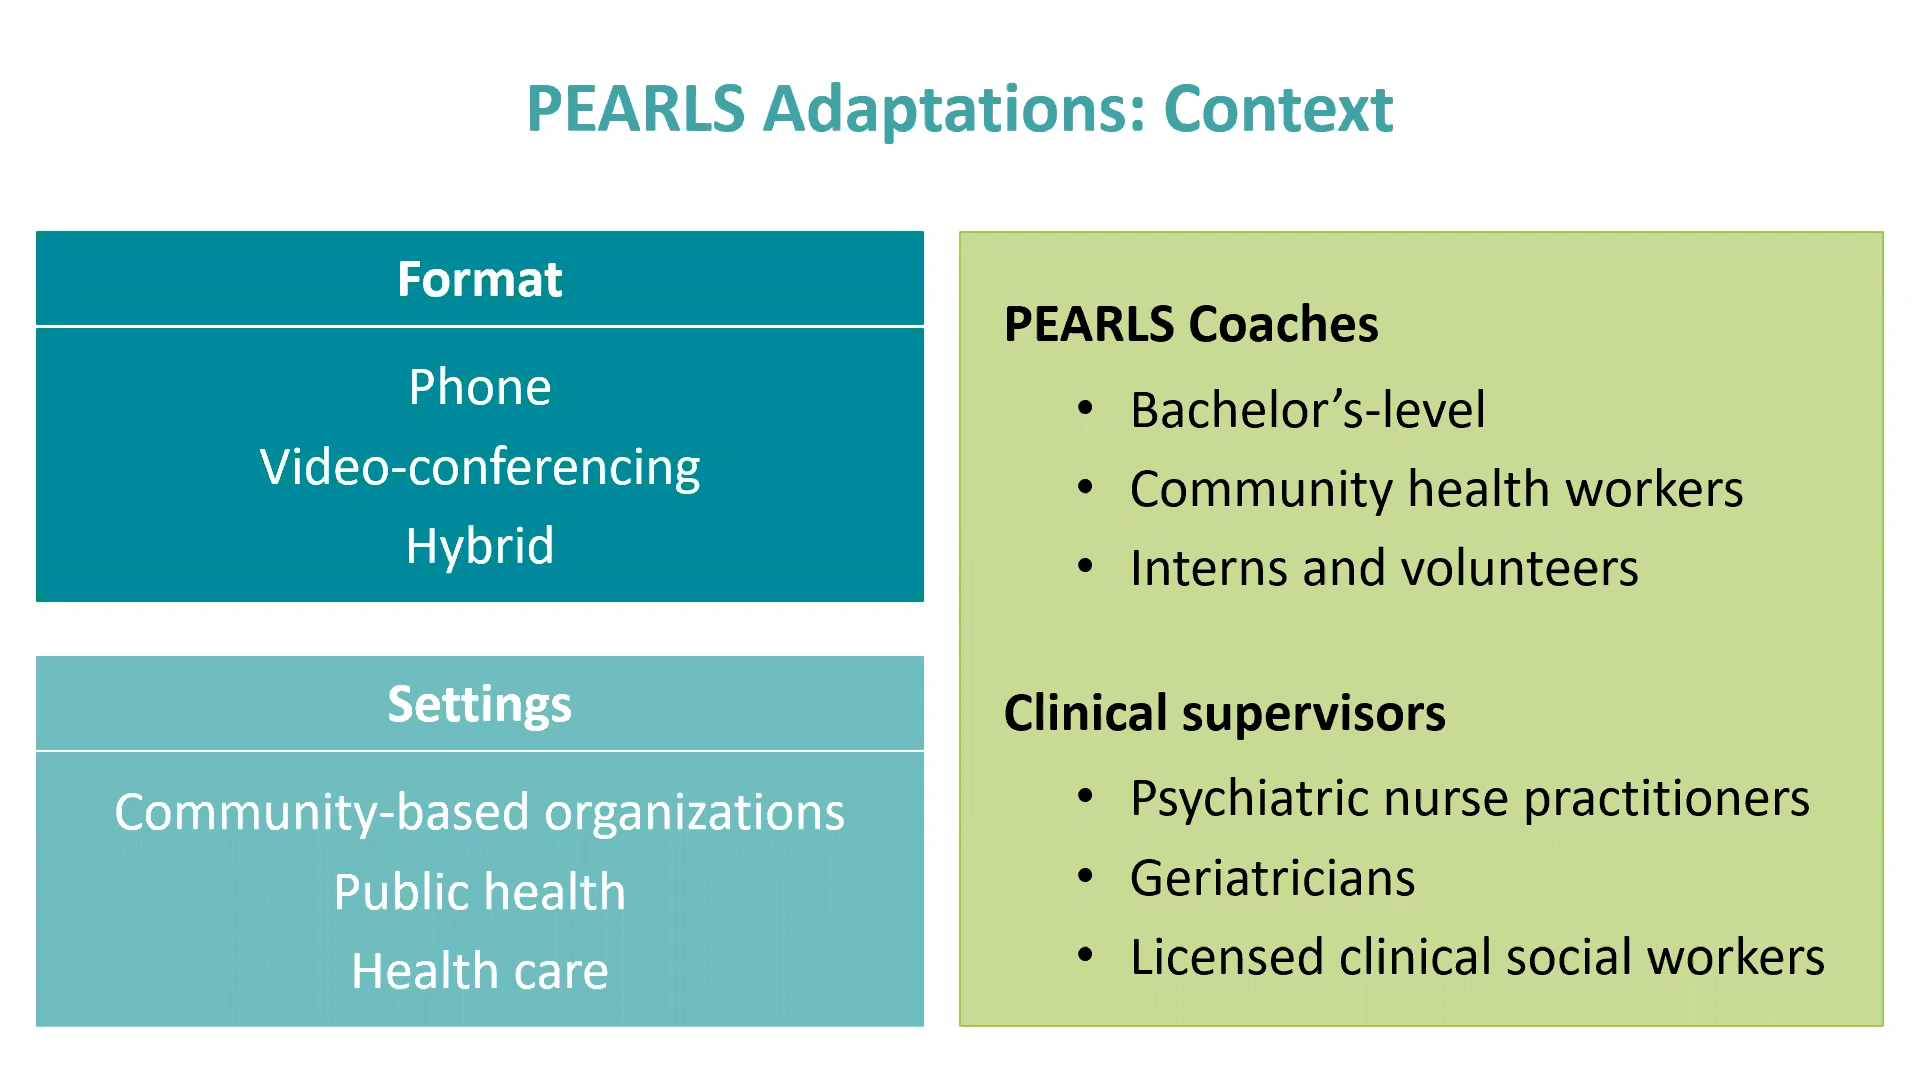 PEARLS Adaptations: Context
Format
Phone
Video-conferencing
Hybrid
Settings
Community-based organizations
Public health
Health care
PEARLS Coaches
• Bachelor’s-level
• Community health workers
• Interns and volunteers
Clinical supervisors
• Psychiatric nurse practitioners
• Geriatricians
• Licensed clinical social workers